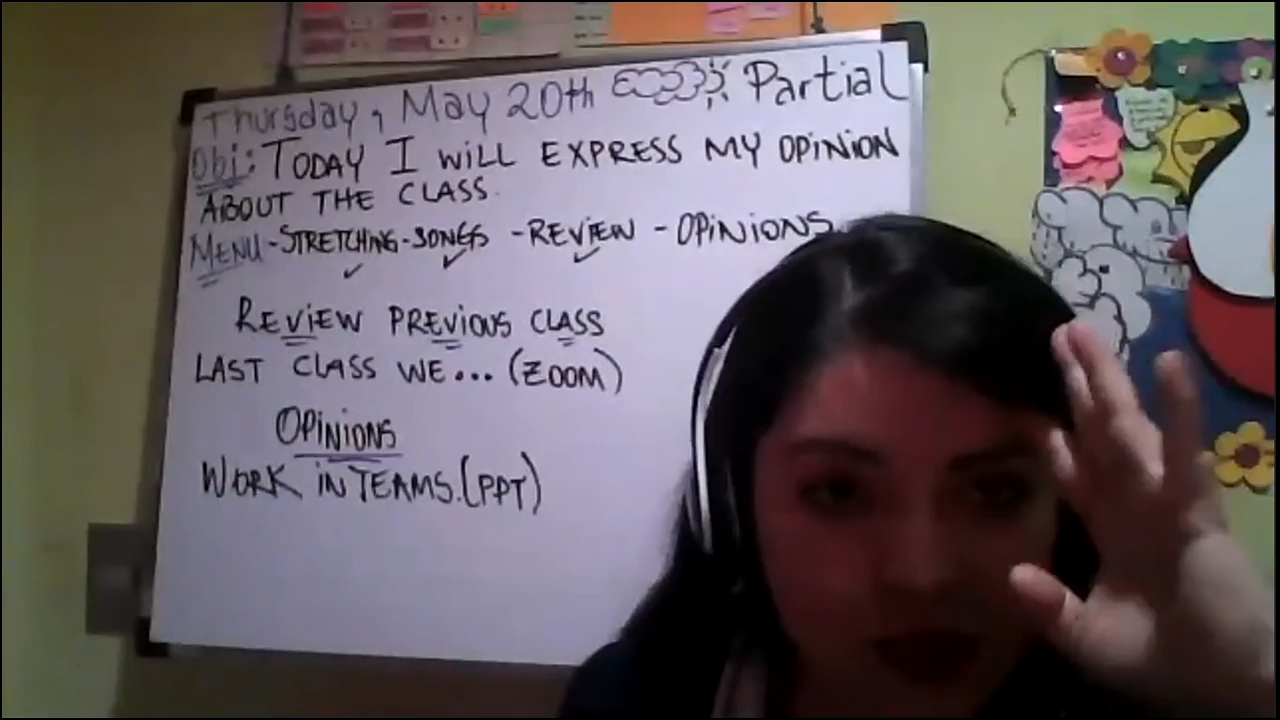 Thursday, May 20th Partial
Obj: TODAY I WILL EXPRESS MY OPINION
ABOUT THE CLASS.
MENU - STRETCHING - SONGS - REVIEW - OPINIONS
REVIEW PREVIOUS CLASS
LAST CLASS WE... (ZOOM)
OPINIONS
WORK IN TEAMS. (PPT)